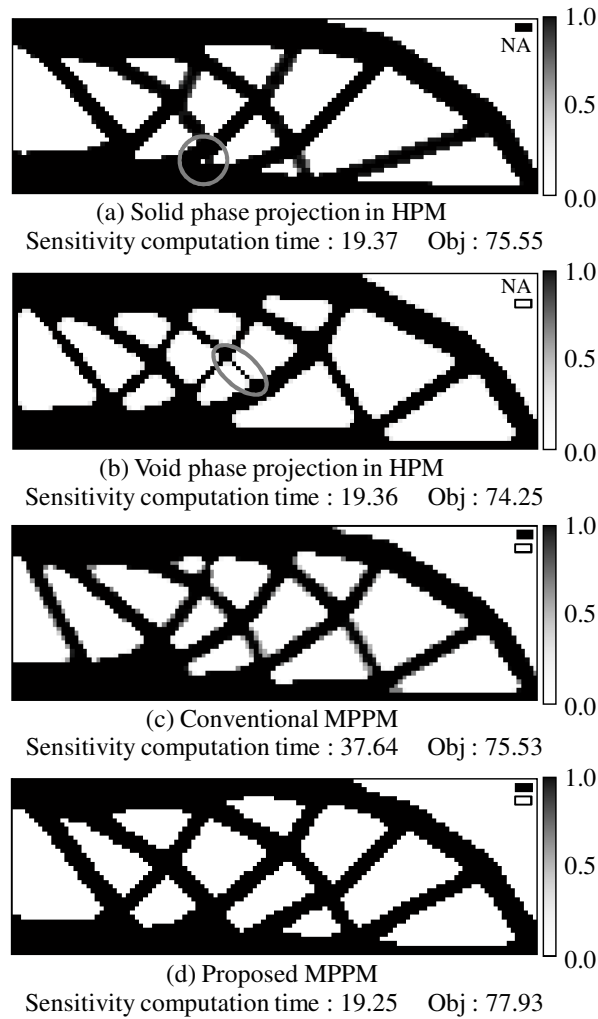 1.0
NA
0.5
0.0
(a) Solid phase projection in HPM
Sensitivity computation time : 19.37 Obj : 75.55
1.0
NA
0.5
0.0
(b) Void phase projection in HPM
Sensitivity computation time : 19.36 Obj : 74.25
1.0
0.5
0.0
(c) Conventional MPPM
Sensitivity computation time : 37.64 Obj : 75.53
1.0
0.5
0.0
(d) Proposed MPPM
Sensitivity computation time : 19.25 Obj : 77.93